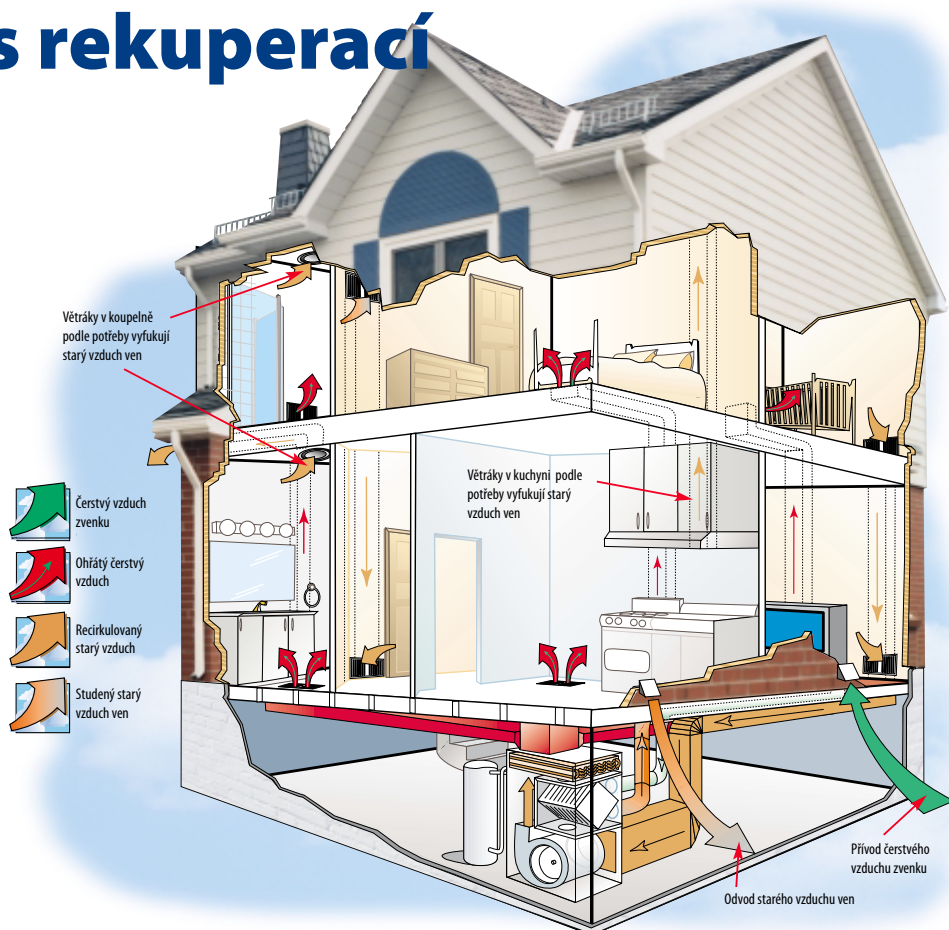 s rekuperací
Větráky v koupelně
podle potřeby vyfukují
starý vzduch ven
Větráky v kuchyni podle
potřeby vyfukují starý
vzduch ven
Čerstvý vzduch
zvenku
Ohřátý čerstvý
vzduch
Recirkulovaný
starý vzduch
Studený starý
vzduch ven
Přívod čerstvého
vzduchu zvenku
Odvod starého vzduchu ven